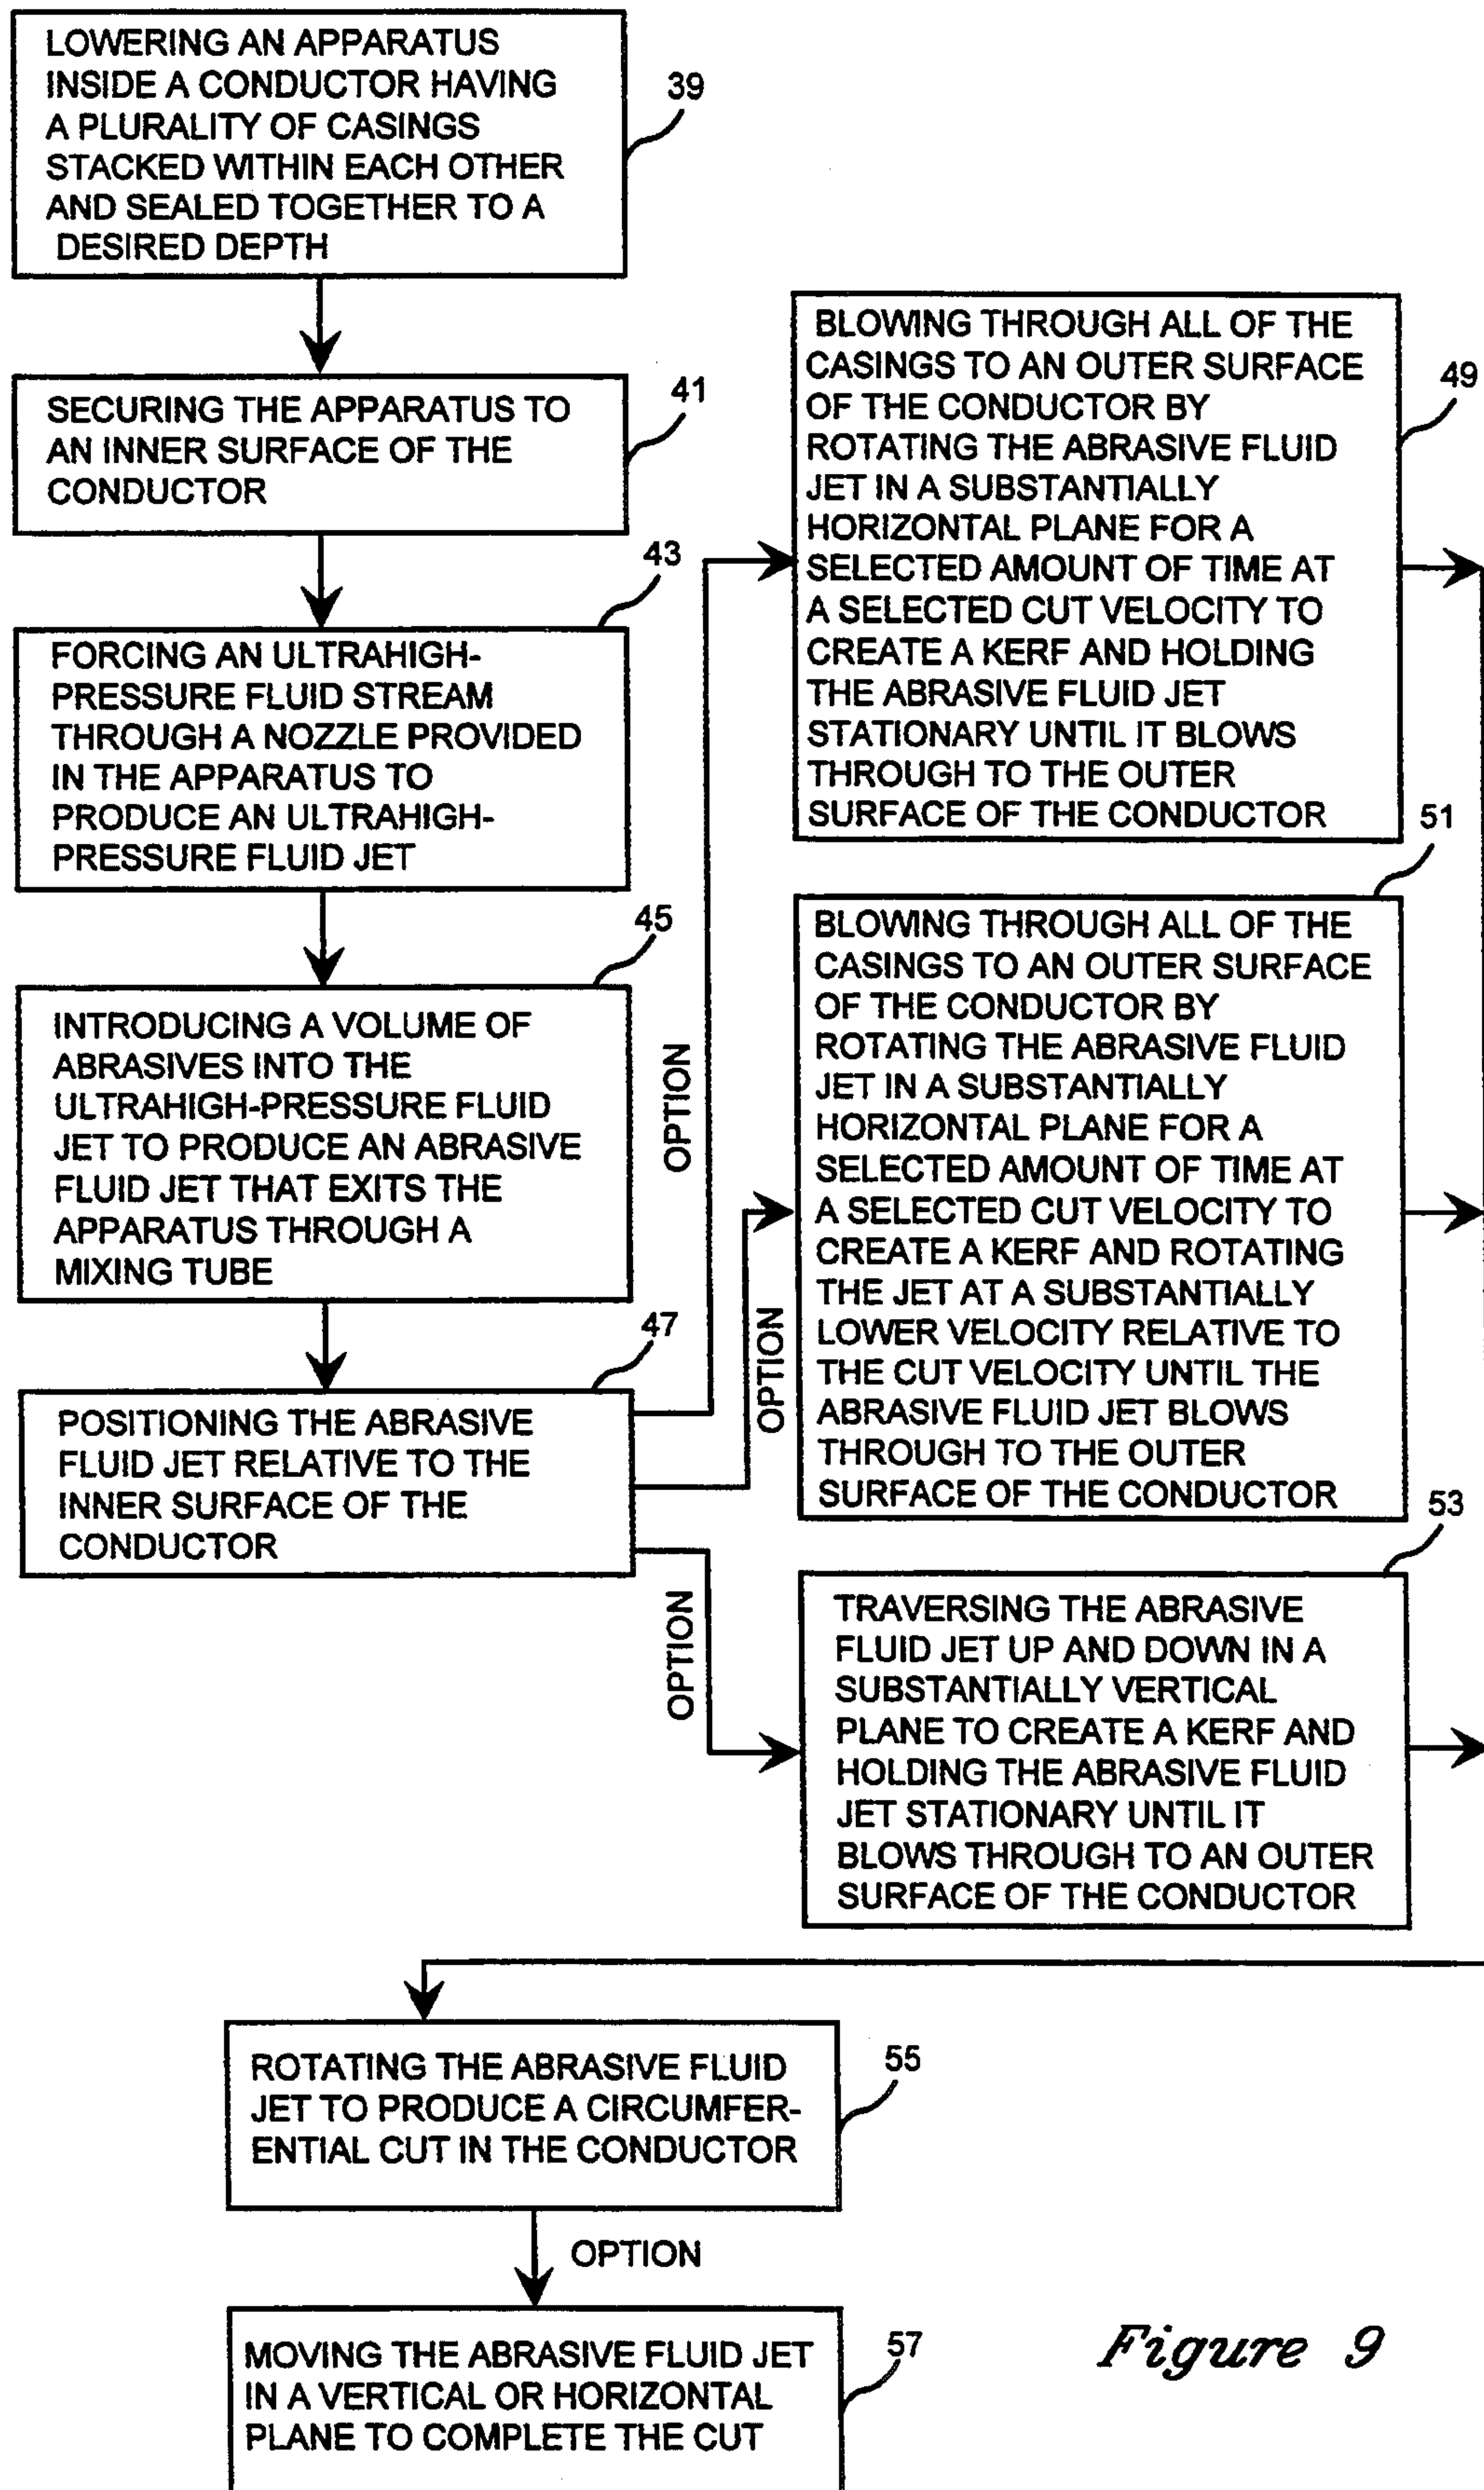 LOWERING AN APPARATUS
INSIDE A CONDUCTOR HAVING
A PLURALITY OF CASINGS
STACKED WITHIN EACH OTHER
AND SEALED TOGETHER TO A
DESIRED DEPTH
39
SECURING THE APPARATUS TO
AN INNER SURFACE OF THE
CONDUCTOR
41
FORCING AN ULTRAHIGH-
PRESSURE FLUID STREAM
THROUGH A NOZZLE PROVIDED
IN THE APPARATUS TO
PRODUCE AN ULTRAHIGH-
PRESSURE FLUID JET
43
INTRODUCING A VOLUME OF
ABRASIVES INTO THE
ULTRAHIGH-PRESSURE FLUID
JET TO PRODUCE AN ABRASIVE
FLUID JET THAT EXITS THE
APPARATUS THROUGH A
MIXING TUBE
45
POSITIONING THE ABRASIVE
FLUID JET RELATIVE TO THE
INNER SURFACE OF THE
CONDUCTOR
47
OPTION
BLOWING THROUGH ALL OF THE
CASINGS TO AN OUTER SURFACE
OF THE CONDUCTOR BY
ROTATING THE ABRASIVE FLUID
JET IN A SUBSTANTIALLY
HORIZONTAL PLANE FOR A
SELECTED AMOUNT OF TIME AT
A SELECTED CUT VELOCITY TO
CREATE A KERF AND HOLDING
THE ABRASIVE FLUID JET
STATIONARY UNTIL IT BLOWS
THROUGH TO THE OUTER
SURFACE OF THE CONDUCTOR
49
OPTION
BLOWING THROUGH ALL OF THE
CASINGS TO AN OUTER SURFACE
OF THE CONDUCTOR BY
ROTATING THE ABRASIVE FLUID
JET IN A SUBSTANTIALLY
HORIZONTAL PLANE FOR A
SELECTED AMOUNT OF TIME AT
A SELECTED CUT VELOCITY TO
CREATE A KERF AND ROTATING
THE JET AT A SUBSTANTIALLY
LOWER VELOCITY RELATIVE TO
THE CUT VELOCITY UNTIL THE
ABRASIVE FLUID JET BLOWS
THROUGH TO THE OUTER
SURFACE OF THE CONDUCTOR
51
OPTION
TRAVERSING THE ABRASIVE
FLUID JET UP AND DOWN IN A
SUBSTANTIALLY VERTICAL
PLANE TO CREATE A KERF AND
HOLDING THE ABRASIVE FLUID
JET STATIONARY UNTIL IT
BLOWS THROUGH TO AN OUTER
SURFACE OF THE CONDUCTOR
53
ROTATING THE ABRASIVE FLUID
JET TO PRODUCE A CIRCUMFER-
ENTIAL CUT IN THE CONDUCTOR
55
OPTION
MOVING THE ABRASIVE FLUID JET
IN A VERTICAL OR HORIZONTAL
PLANE TO COMPLETE THE CUT
57
Figure 9